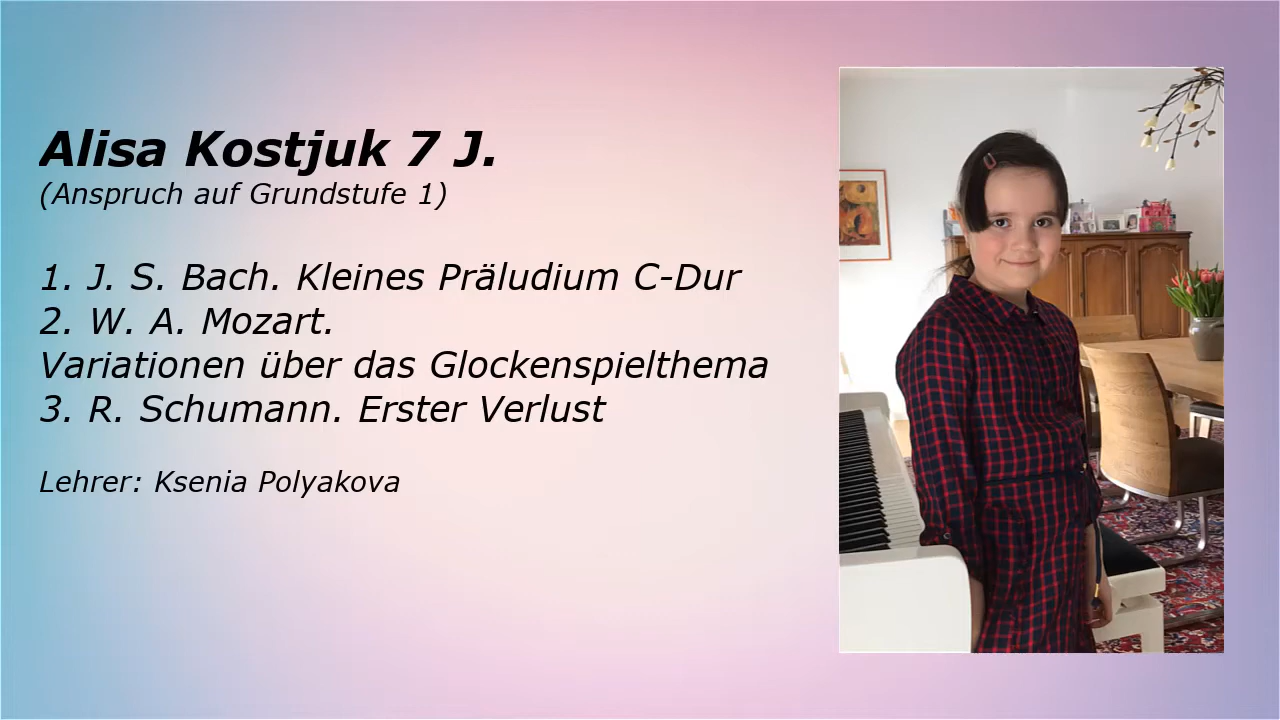 Alisa Kostjuk 7 J.
(Anspruch auf Grundstufe 1)
1. J. S. Bach. Kleines Präludium C-Dur
2. W. A. Mozart.
Variationen über das Glockenspielthema
3. R. Schumann. Erster Verlust
Lehrer: Ksenia Polyakova